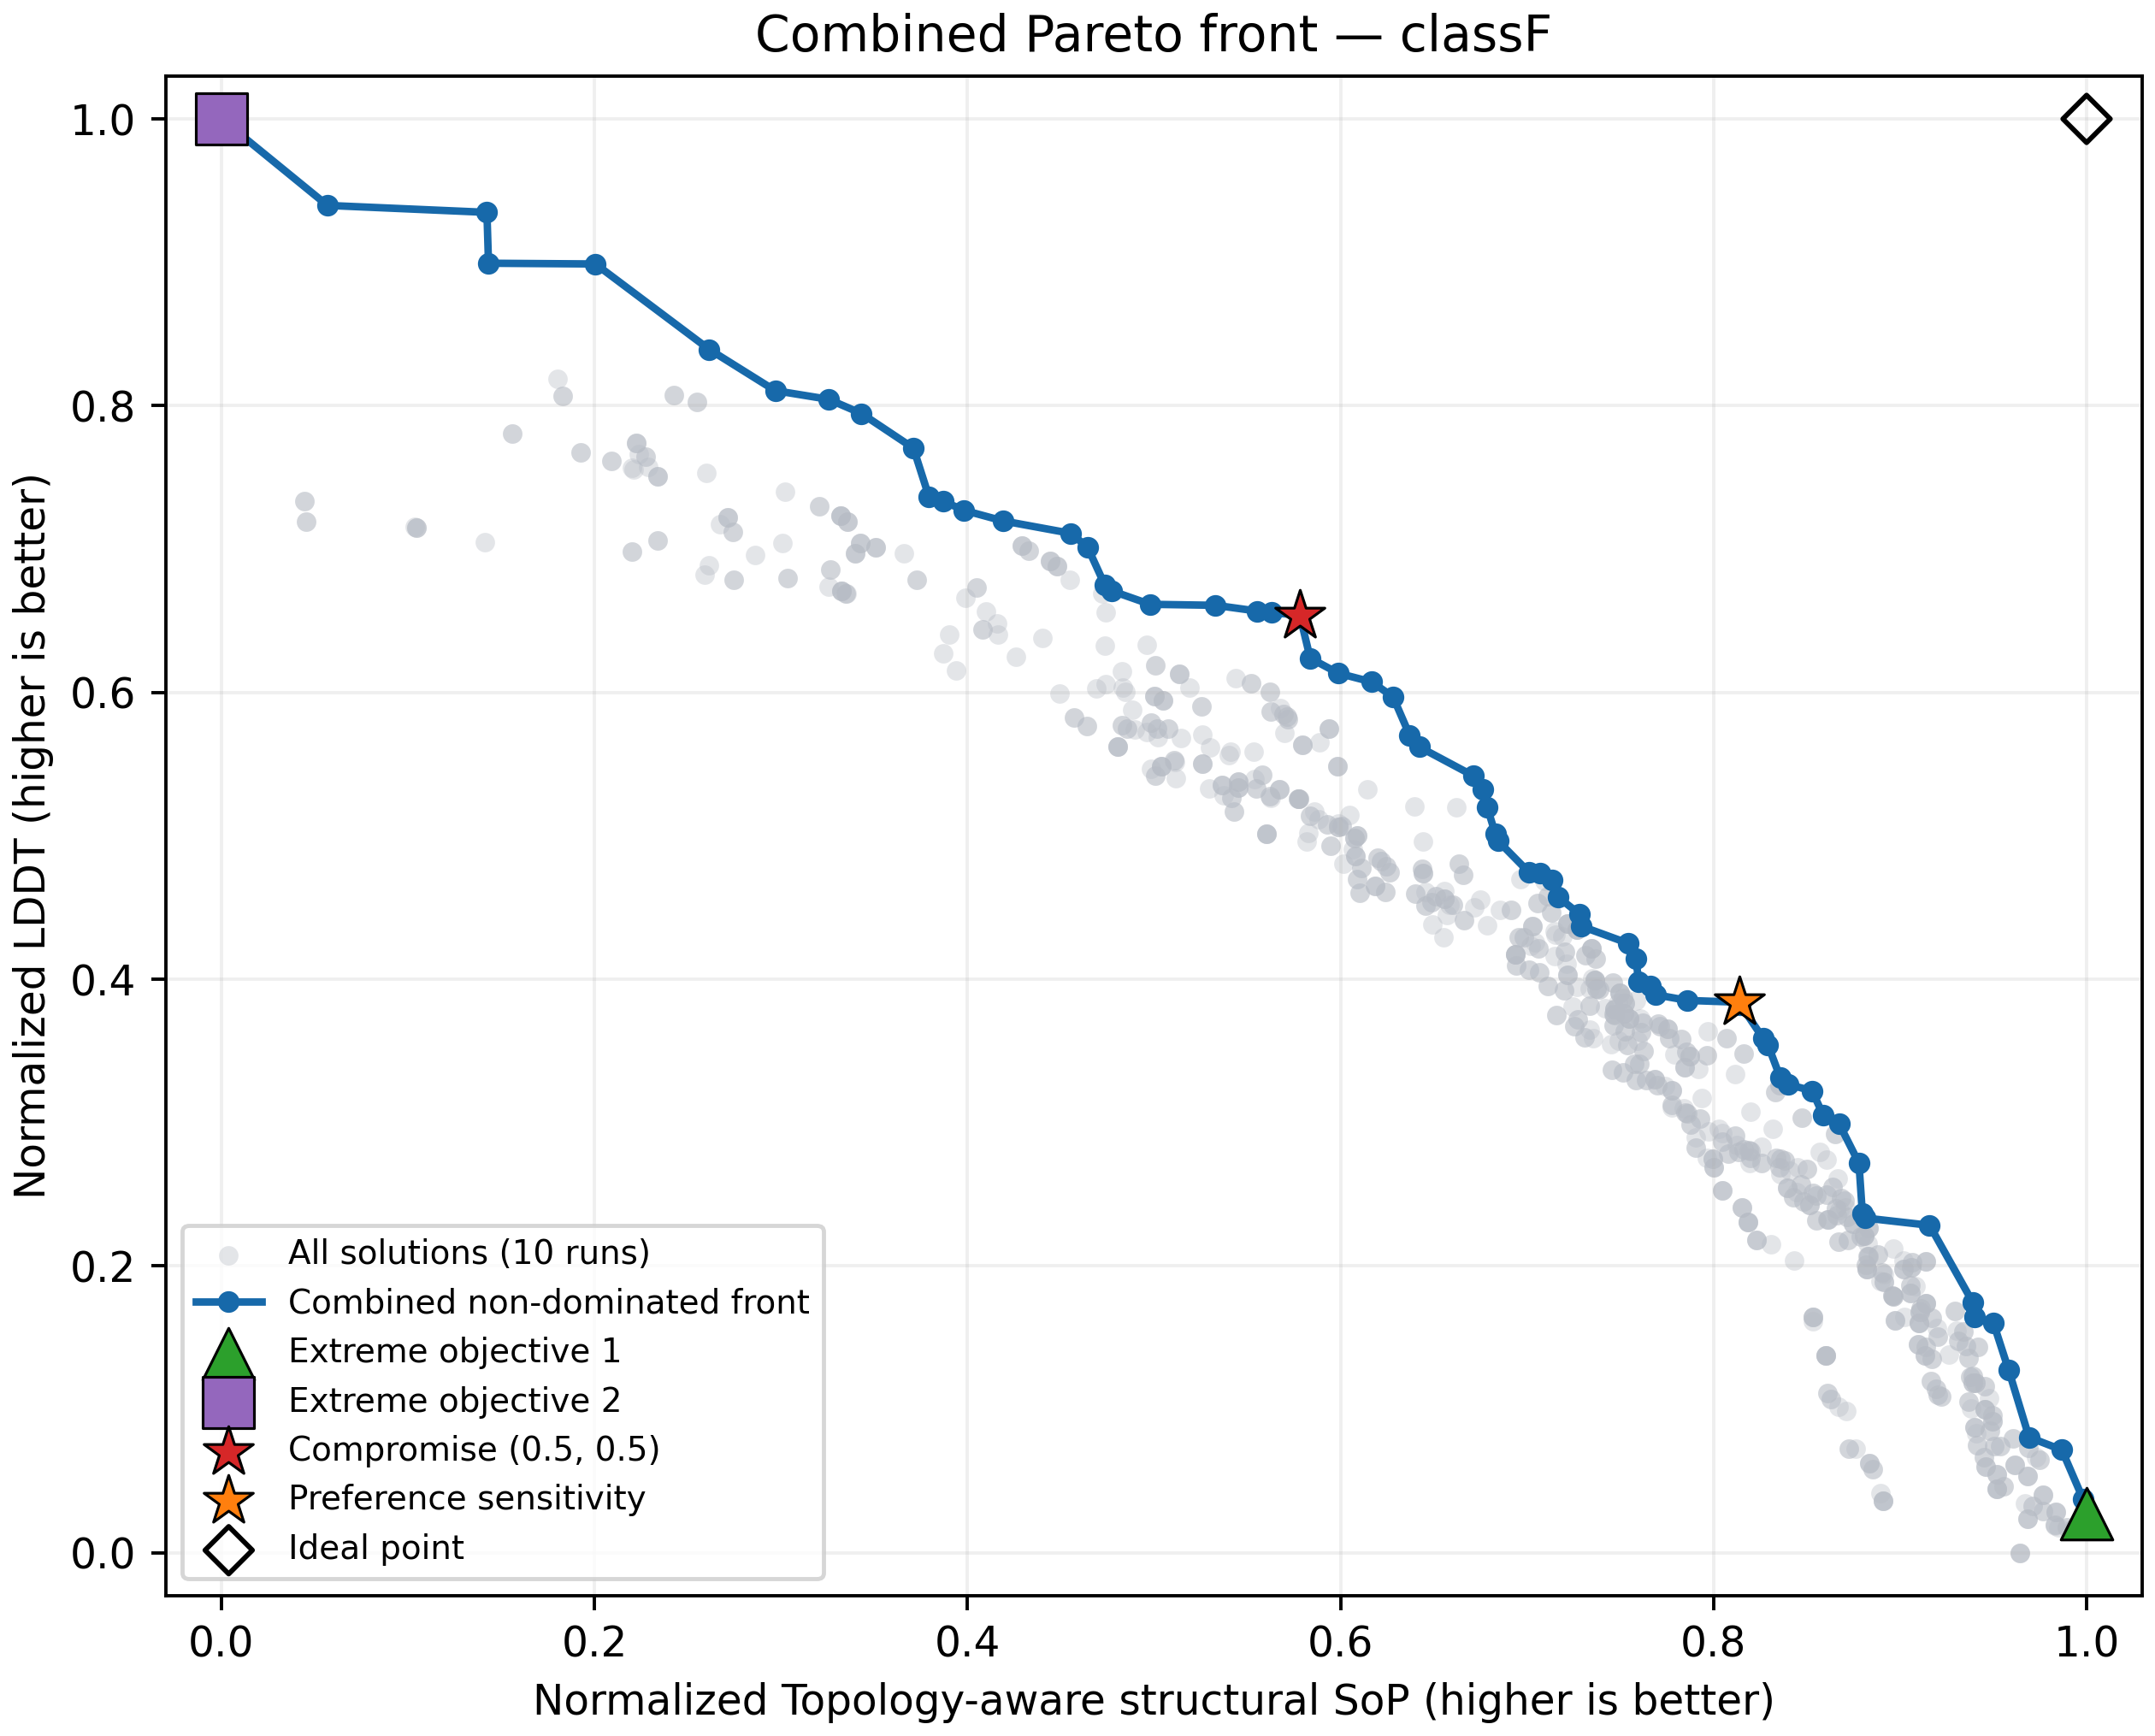 Combined Pareto front — classF
Normalized LDDT (higher is better)
1.0
0.8
0.6
0.4
0.2
0.0
All solutions (10 runs)
Combined non-dominated front
Extreme objective 1
Extreme objective 2
Compromise (0.5, 0.5)
Preference sensitivity
Ideal point
0.0 0.2 0.4 0.6 0.8 1.0
Normalized Topology-aware structural SoP (higher is better)